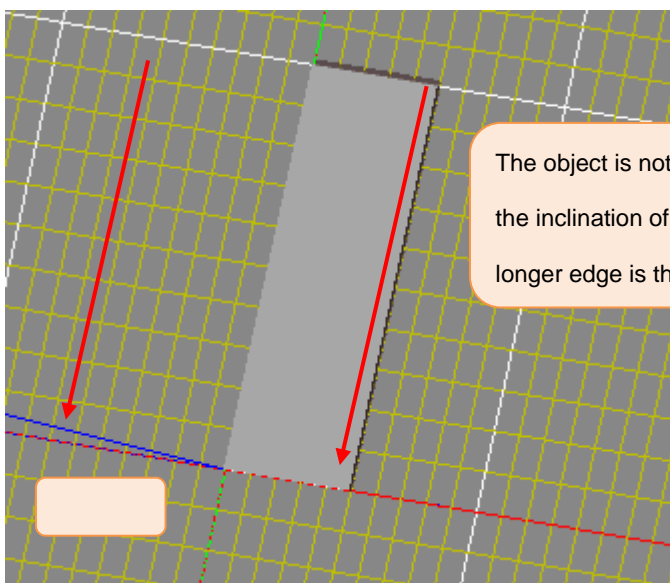 The object is not
the inclination of
longer edge is th